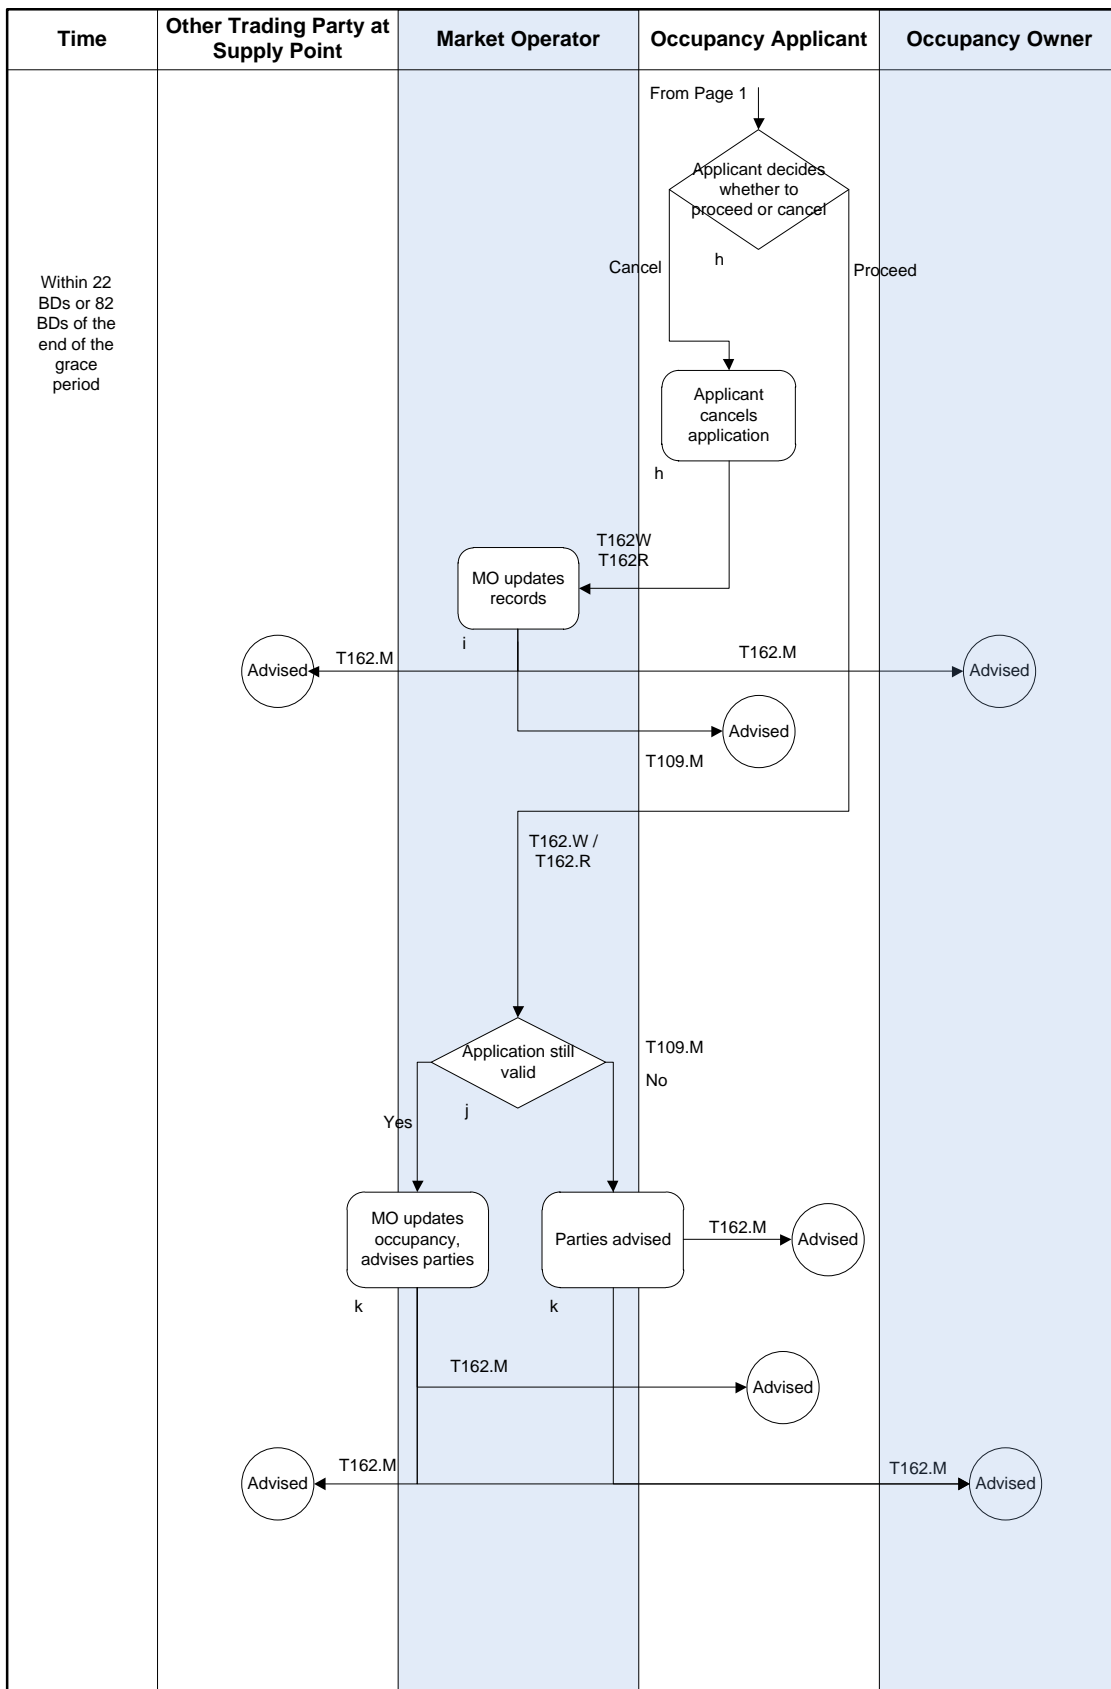 Time
Other Trading Party at
Supply Point
Market Operator
Occupancy Applicant
Occupancy Owner
From Page 1
Applicant decides
whether to
proceed or cancel
h
Cancel
Proceed
Within 22
BDs or 82
BDs of the
end of the
grace
period
Applicant
cancels
application
h
T162W
T162R
MO updates
records
i
Advised
T162.M
T162.M
Advised
Advised
T109.M
T162.W /
T162.R
Application still
valid
j
T109.M
No
Yes
MO updates
occupancy,
advises parties
k
Parties advised
k
T162.M
Advised
T162.M
Advised
Advised
T162.M
T162.M
Advised